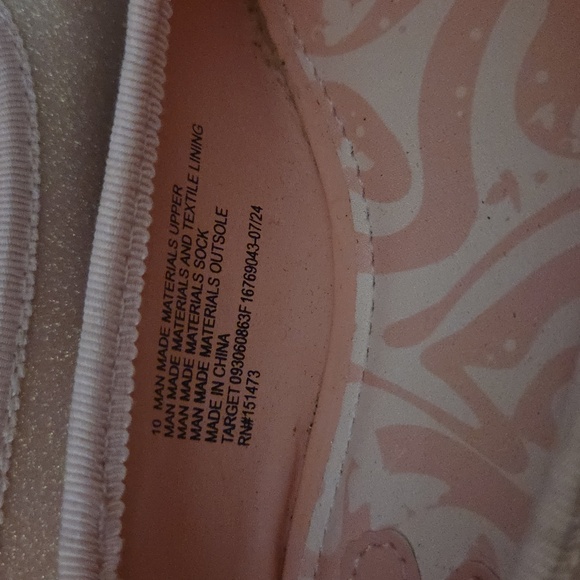 10 MAN MADE MATERIALS UPPER
MAN MADE MATERIALS AND TEXTILE LINING
MAN MADE MATERIALS SOCK
MAN MADE MATERIALS OUTSOLE
MADE IN CHINA
TARGET 093060863F16769043-07/24
RN#151473